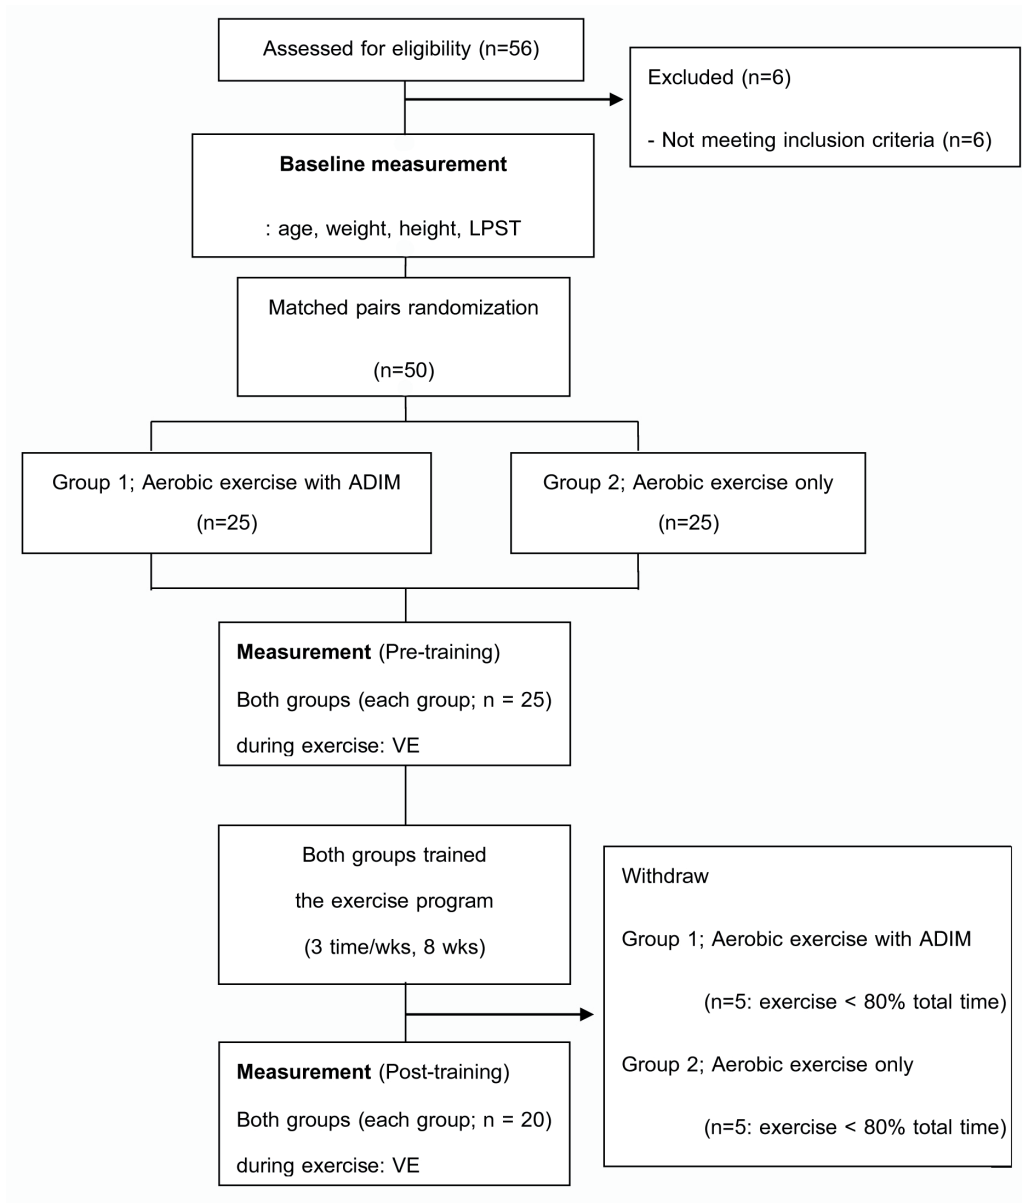 Assessed for eligibility (n=56)
Excluded (n=6)
- Not meeting inclusion criteria (n=6)
Baseline measurement
: age, weight, height, LPST
Matched pairs randomization
(n=50)
Group 1; Aerobic exercise with ADIM
(n=25)
Group 2; Aerobic exercise only
(n=25)
Measurement (Pre-training)
Both groups (each group; n = 25)
during exercise: VE
Both groups trained
the exercise program
(3 time/wks, 8 wks)
Withdraw
Group 1; Aerobic exercise with ADIM
(n=5: exercise < 80% total time)
Group 2; Aerobic exercise only
(n=5: exercise < 80% total time)
Measurement (Post-training)
Both groups (each group; n = 20)
during exercise: VE